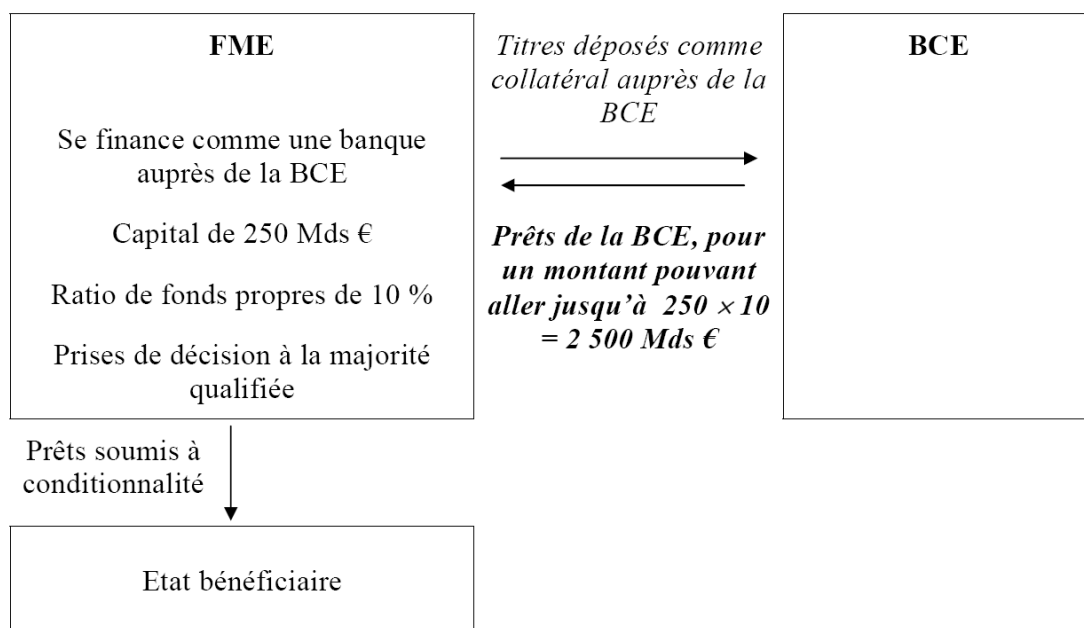 FME
Se finance comme une banque
auprès de la BCE
Capital de 250 Mds €
Ratio de fonds propres de 10 %
Prises de décision à la majorité
qualifiée
Titres déposés comme
collatéral auprès de la
BCE
Prêts de la BCE, pour
un montant pouvant
aller jusqu’à 250 × 10
= 2 500 Mds €
BCE
Prêts soumis à
conditionnalité
Etat bénéficiaire